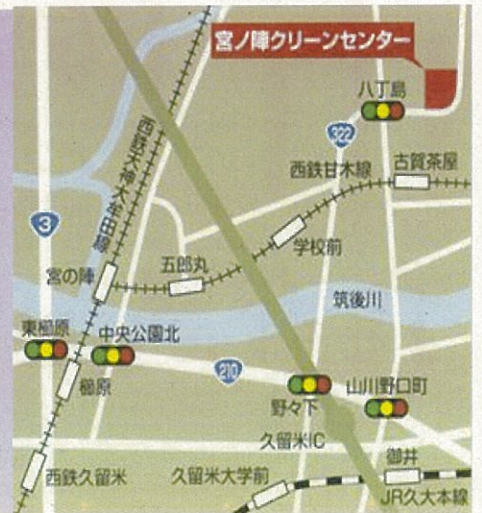 宮ノ陣クリーンセンター
八丁島
322
西鉄天神大牟田線
西鉄甘木線
古賀茶屋
3
学校前
宮の陣
五郎丸
筑後川
東櫛原
中央公園北
210
櫛原
野々下
山川野口町
久留米IC
西鉄久留米
久留米大学前
御井
JR久大本線